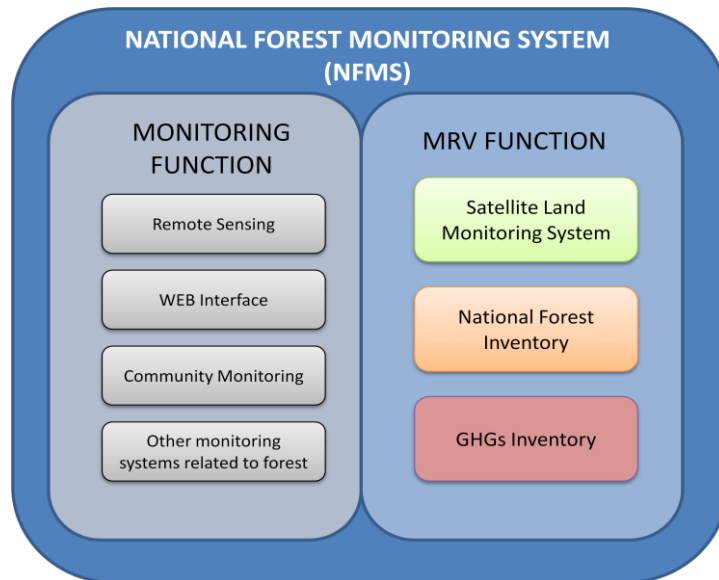 NATIONAL FOREST MONITORING SYSTEM
(NFMS)
MONITORING
FUNCTION
Remote Sensing
WEB Interface
Community Monitoring
Other monitoring
systems related to forest
MRV FUNCTION
Satellite Land
Monitoring System
National Forest
Inventory
GHGs Inventory